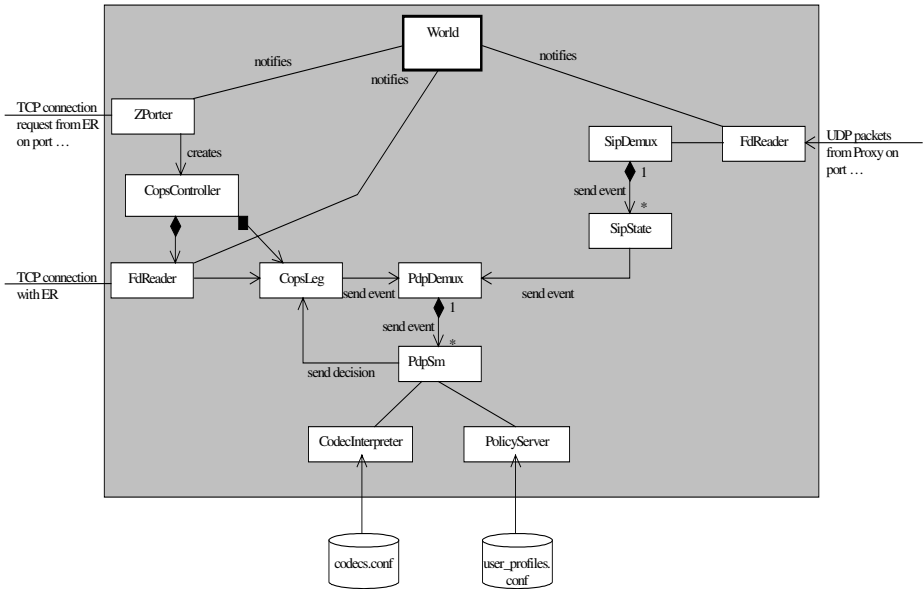 World
notifies
notifies
notifies
TCP connection
request from ER
on port …
ZPorter
creates
SipDemux
FdReader
UDP packets
from Proxy on
port …
1
send event
*
CopsController
SipState
TCP connection
with ER
FdReader
CopsLeg
send event
PdpDemux
send event
1
send event
*
PdpSm
send decision
CodecInterpreter
PolicyServer
codecs.conf
user_profiles.
conf